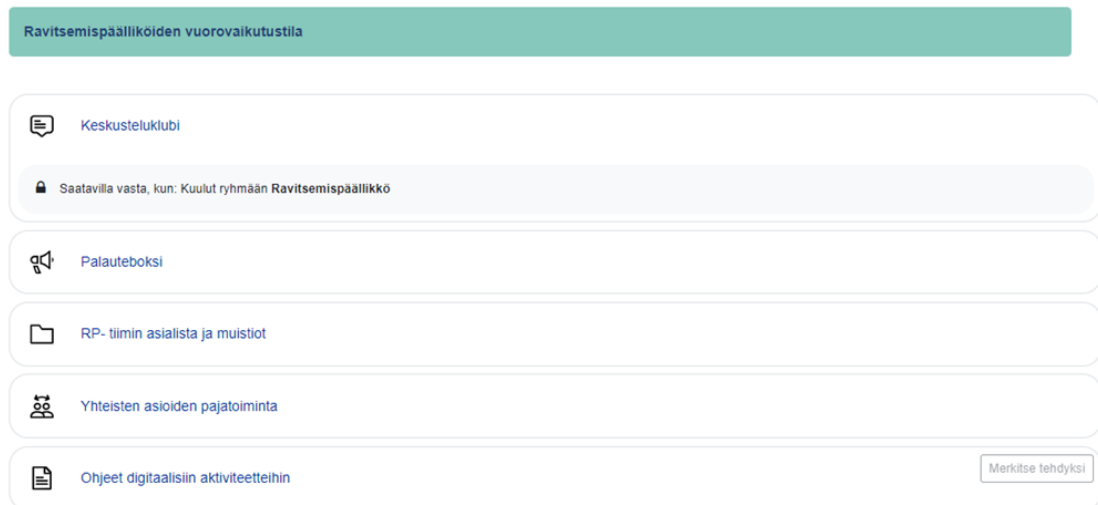 Ravitsemispäälliköiden vuorovaikutustila
Keskusteluklubi
Saatavilla vasta, kun: Kuulut ryhmään Ravitsemispäällikkö
Palauteboksi
RP- tiimin asialista ja muistiot
Yhteisten asioiden pajatoiminta
Ohjeet digitaalisiin aktiviteetteihin
Merkitse tehdyksi